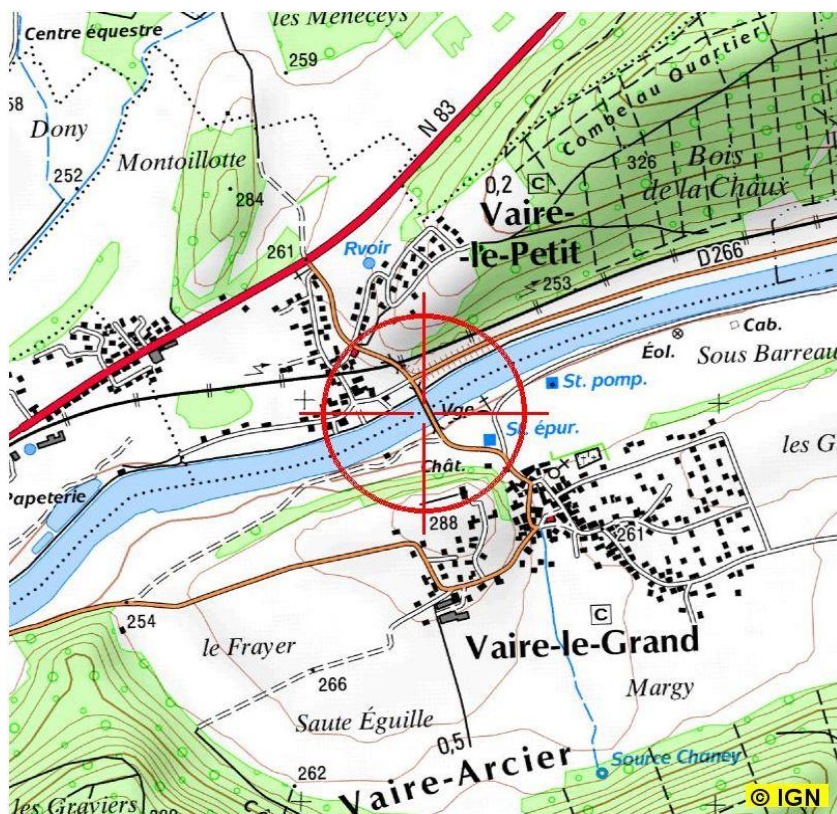 les Meneceys
Centre équestre
259
58
Dony
N 83
Combe au Quartier
Montoillotte
252
284
326
Bois
de la Chaux
0,2
C
Vaire-
-le-Petit
261
Rvoir
D 266
253
Cab.
Éol.
Sous Barreau
St. pomp.
Vge
St. épur.
les G
Chât.
Papeterie
288
261
254
C
le Frayer
Vaire-le-Grand
266
Margy
Saute Éguille
0,5
Vaire-Arcier
Source Chaney
262
les Graviers
© IGN